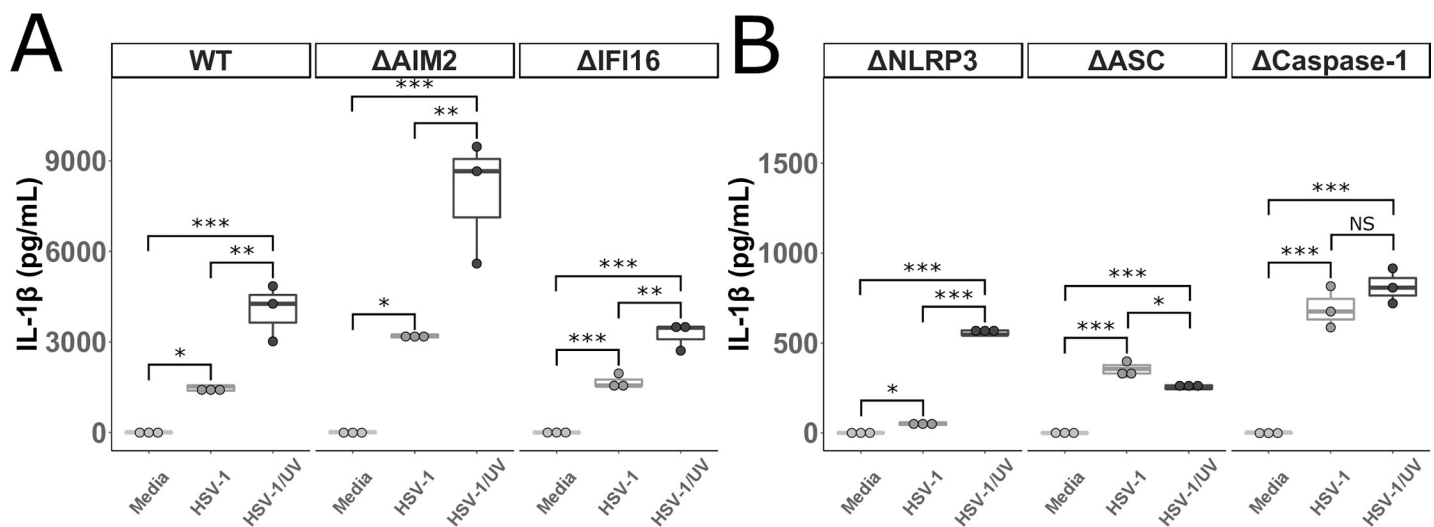 A
WT
ΔAIM2
ΔIFI16
IL-1β (pg/mL)
9000
6000
3000
0
***
**
*
***
**
*
***
**
***
Media
HSV-1
HSV-1/UV
Media
HSV-1
HSV-1/UV
Media
HSV-1
HSV-1/UV
B
ΔNLRP3
ΔASC
ΔCaspase-1
IL-1β (pg/mL)
1500
1000
500
0
***
***
*
***
*
***
***
NS
***
Media
HSV-1
HSV-1/UV
Media
HSV-1
HSV-1/UV
Media
HSV-1
HSV-1/UV